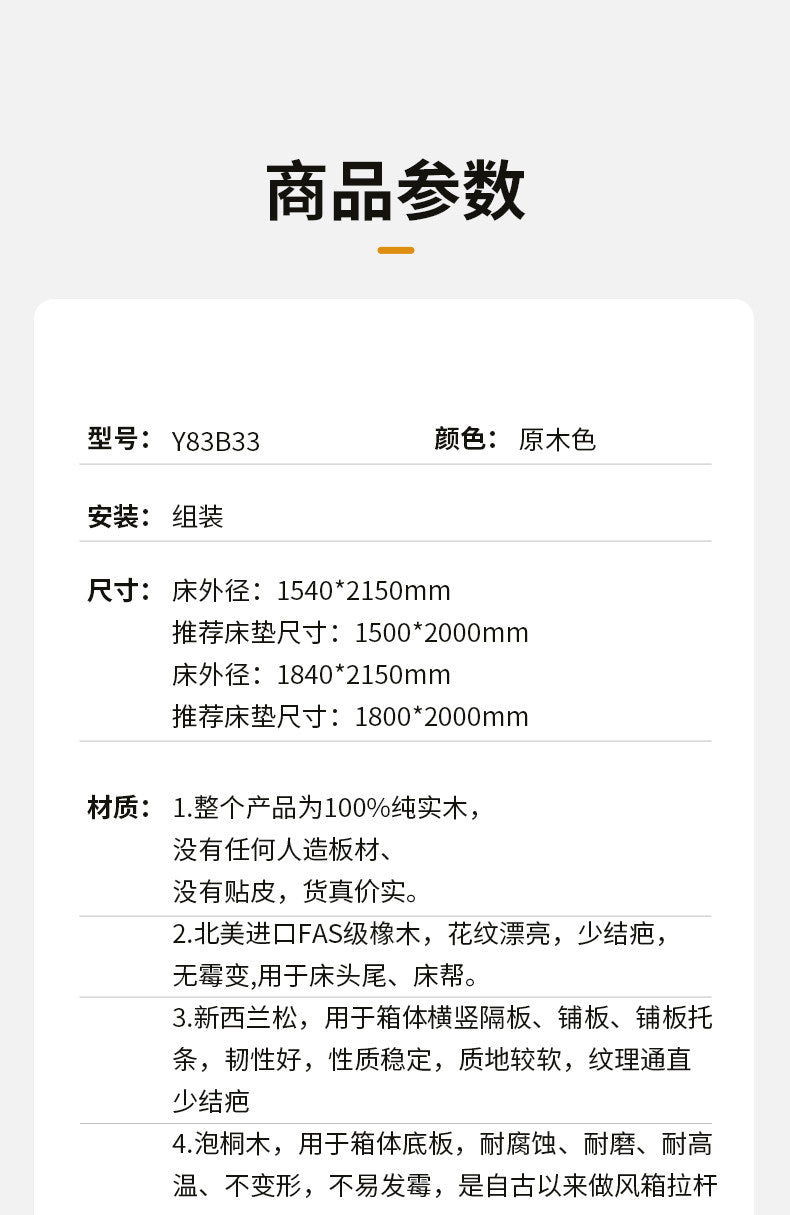 商品参数
型号： Y83B33 颜色： 原木色
安装： 组装
尺寸： 床外径：1540*2150mm
推荐床垫尺寸：1500*2000mm
床外径：1840*2150mm
推荐床垫尺寸：1800*2000mm
材质： 1.整个产品为100%纯实木，
没有任何人造板材、
没有贴皮，货真价实。
2.北美进口FAS级橡木，花纹漂亮，少结疤，
无霉变,用于床头尾、床帮。
3.新西兰松，用于箱体横竖隔板、铺板、铺板托
条，韧性好，性质稳定，质地较软，纹理通直
少结疤
4.泡桐木，用于箱体底板，耐腐蚀、耐磨、耐高
温、不变形，不易发霉，是自古以来做风箱拉杆